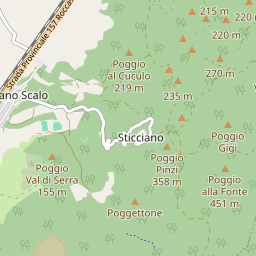 215 m
220 m
220 m
Strada Provinciale 157 Roccas
Poggio
al Cuculo
219 m
270 m
235 m
ano Scalo
Sticciano
Poggio
Gigi
Poggio
Pinzi
358 m
Poggio
Val di Serra
155 m
Poggio
alla Fonte
451 m
Poggettone